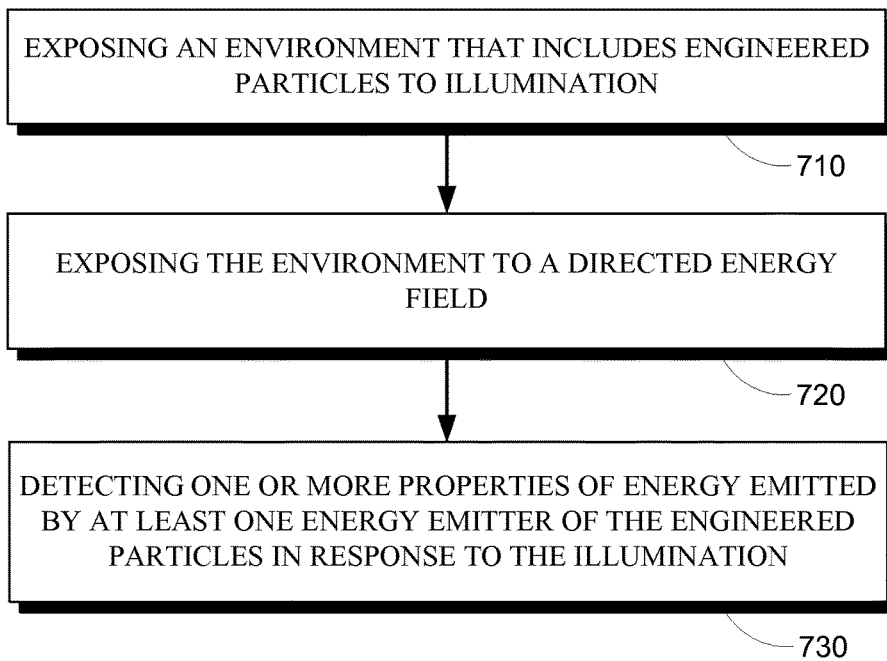 EXPOSING AN ENVIRONMENT THAT INCLUDES ENGINEERED
PARTICLES TO ILLUMINATION
710
EXPOSING THE ENVIRONMENT TO A DIRECTED ENERGY
FIELD
720
DETECTING ONE OR MORE PROPERTIES OF ENERGY EMITTED
BY AT LEAST ONE ENERGY EMITTER OF THE ENGINEERED
PARTICLES IN RESPONSE TO THE ILLUMINATION
730